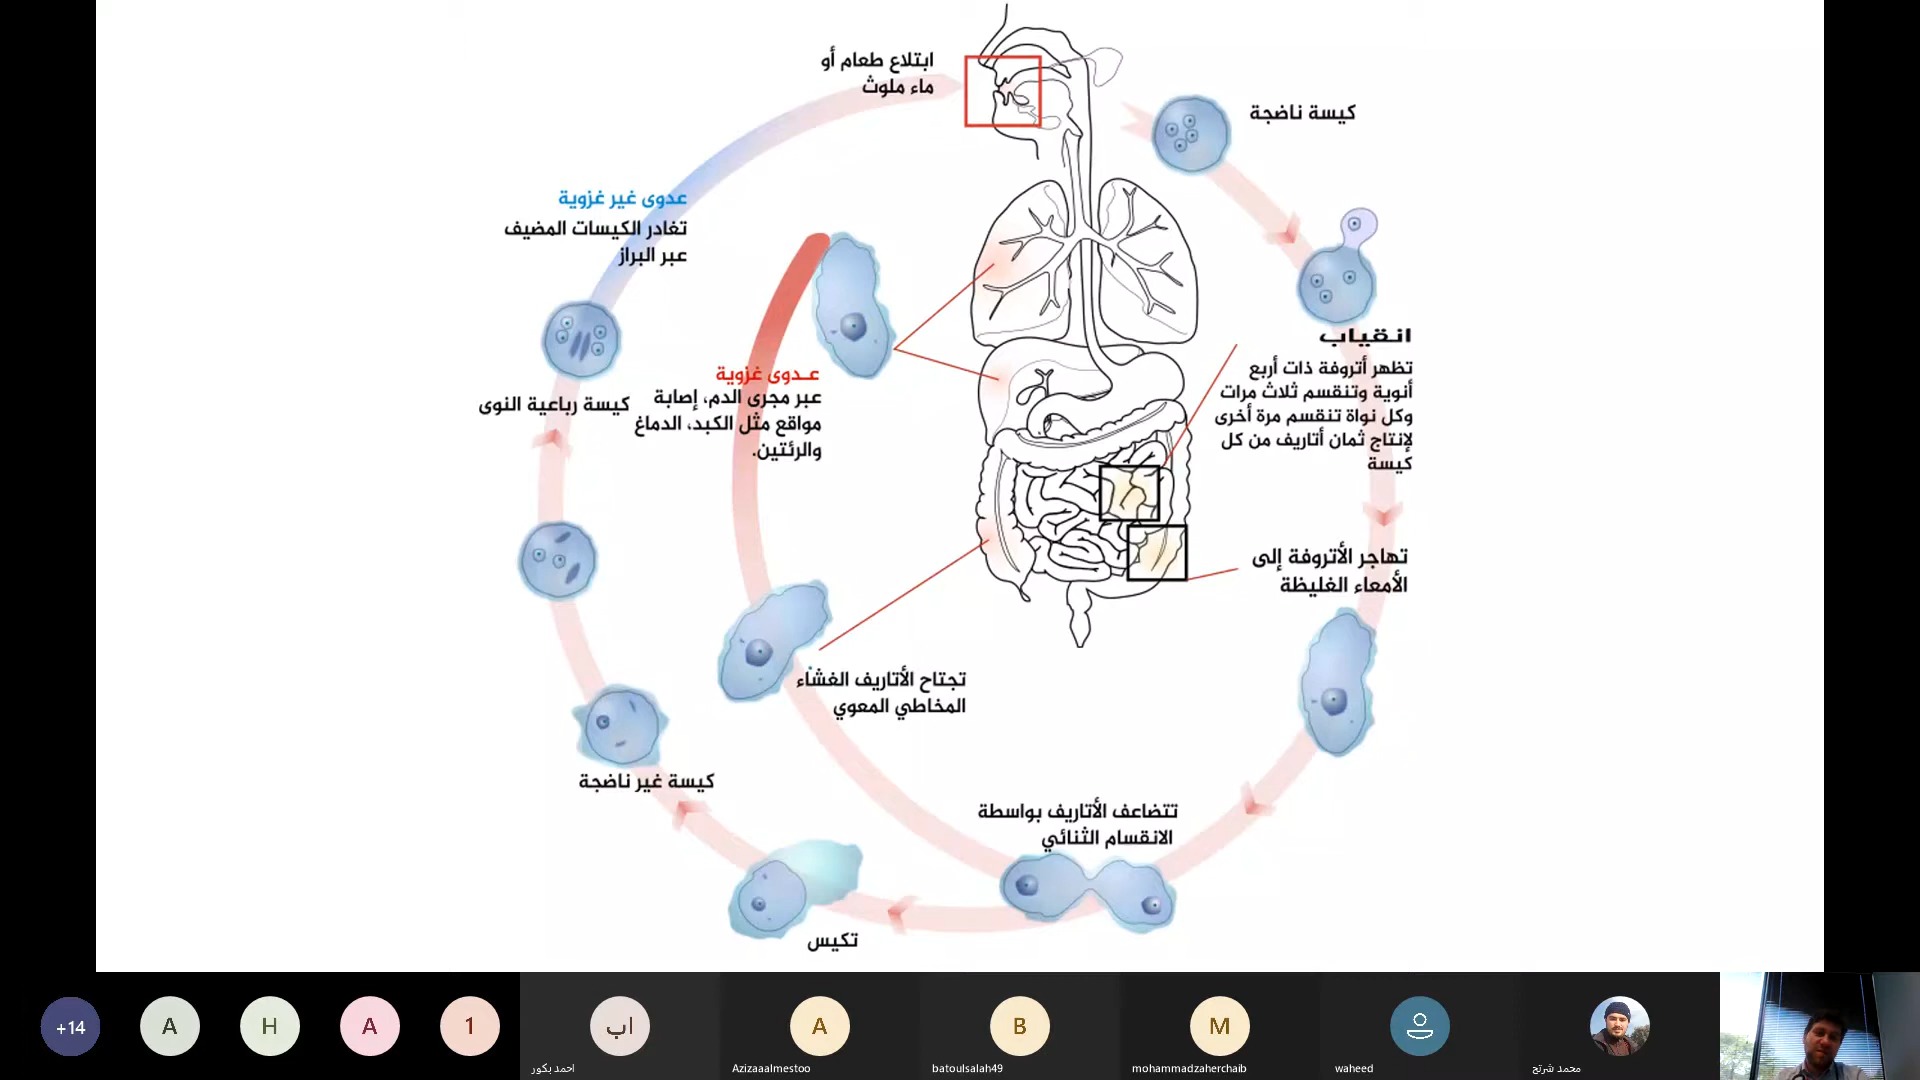 ابتلاع طعام أو
ماء ملوث
كيسة ناضجة
عدوى غير غزوية
تغادر الكيسات المضيف
عبر البراز
انقياب
تظهر أتروفة ذات أربع
أنوية وتنقسم ثلاث مرات
وكل نواة تنقسم مرة أخرى
لإنتاج ثمان أتاريف من كل
كيسة
عـدوى غزوية
عبر مجرى الدم، إصابة
مواقع مثل الكبد، الدماغ
والرئتين.
كيسة رباعية النوى
تهاجر الأتروفة إلى
الأمعاء الغليظة
تجتاح الأتاريف الغشاء
المخاطي المعوي
كيسة غير ناضجة
تتضاعف الأتاريف بواسطة
الانقسام الثنائي
تكيس
+14
A
H
A
1
اب
احمد بكور
A
Azizaaalmestoo
B
batoulsalah49
M
mohammadzaherchaib
waheed
محمد شرتح